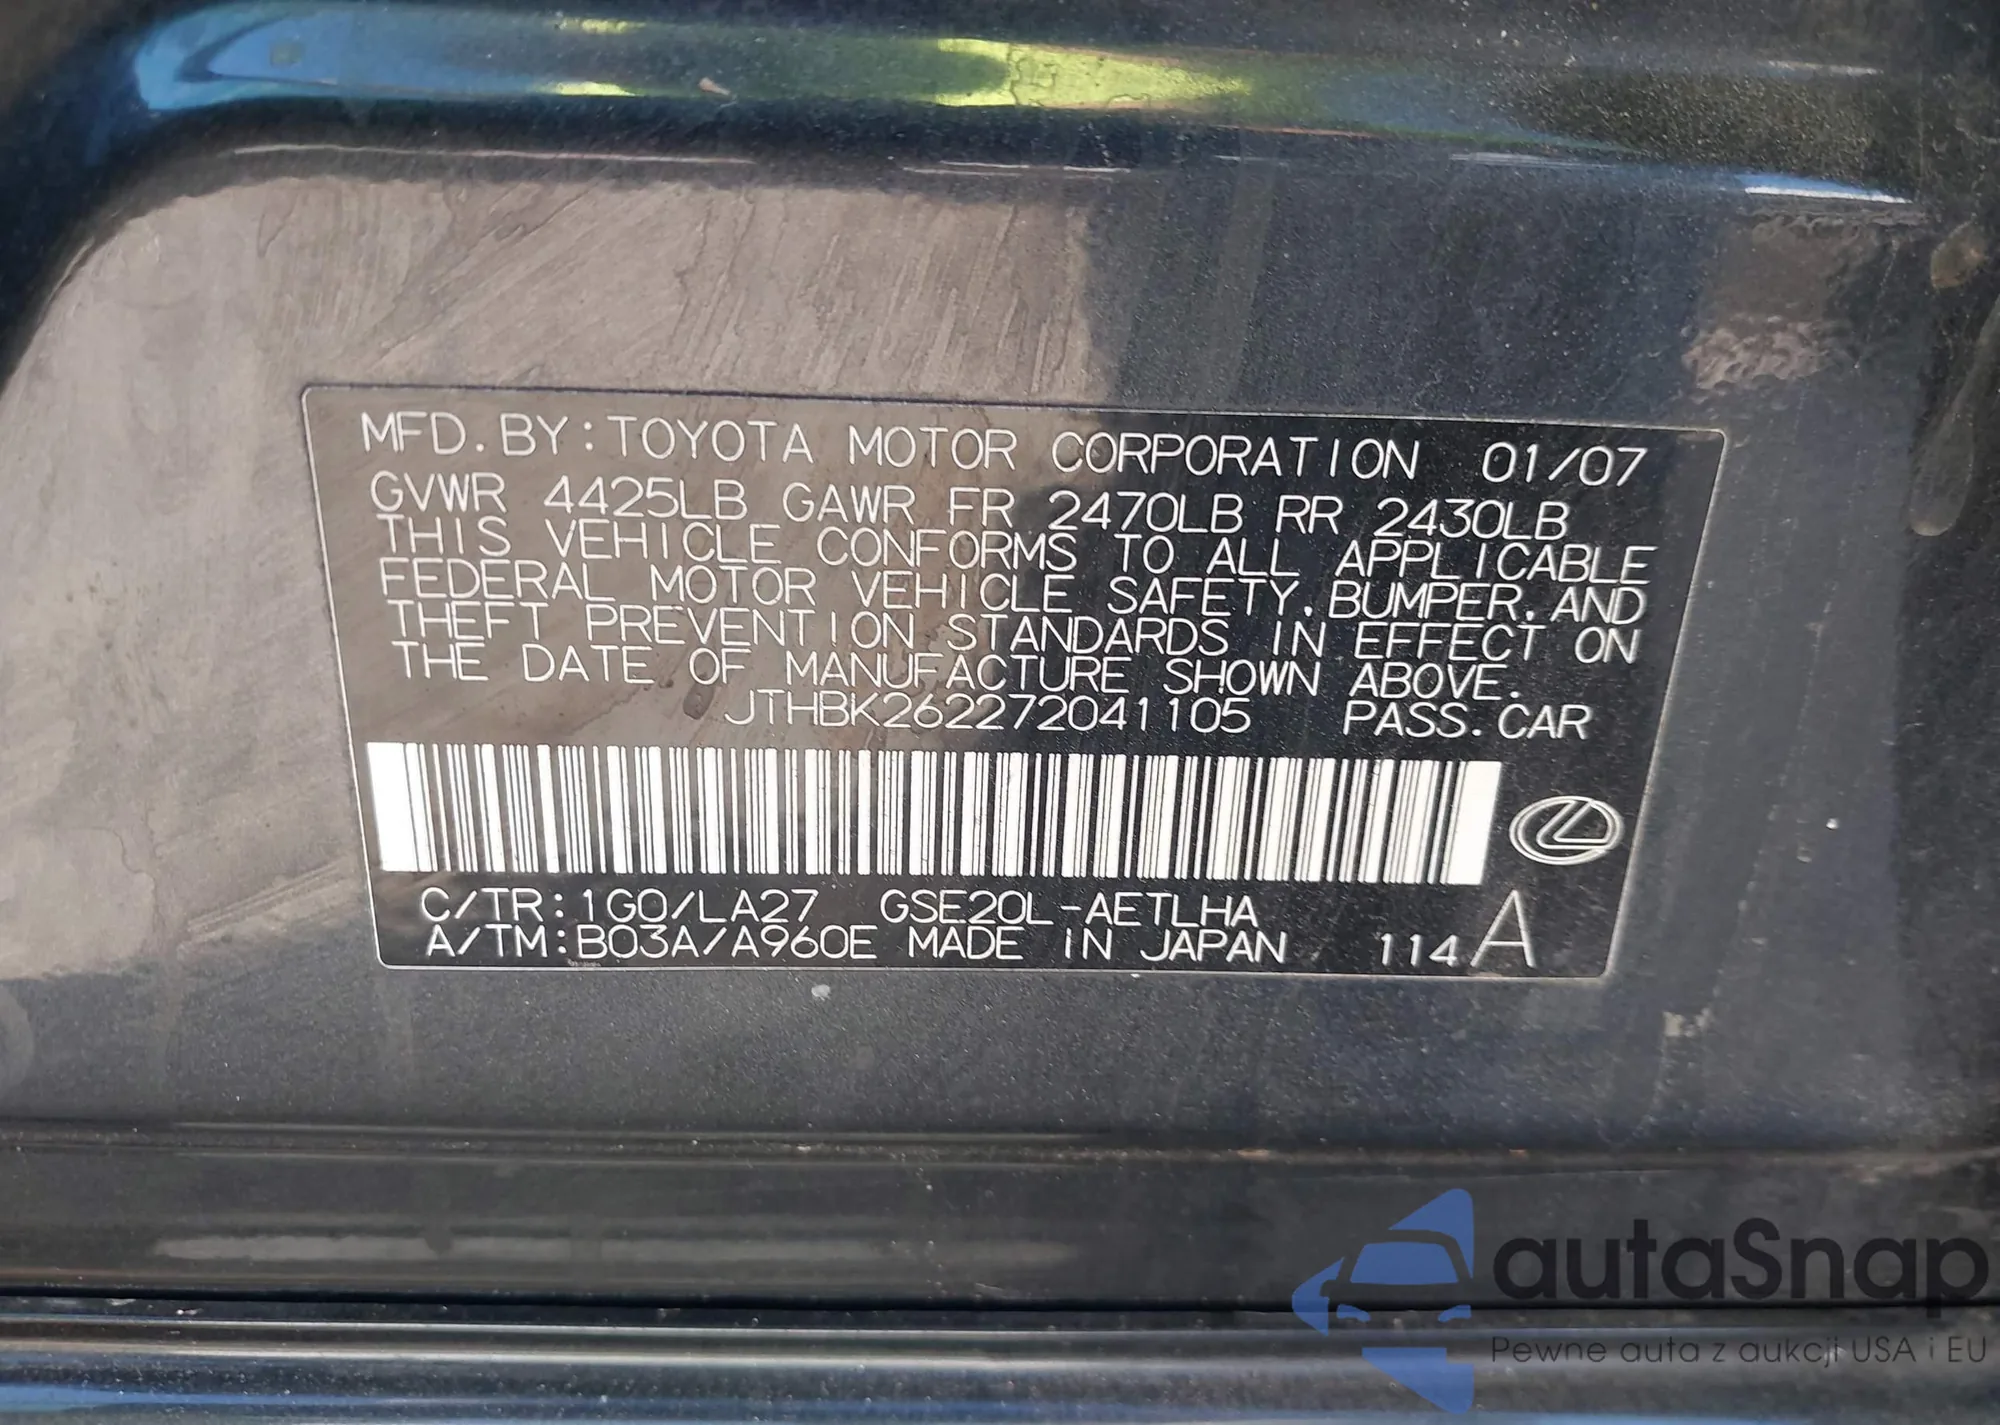 MFD. BY: TOYOTA MOTOR CORPORATION 01/07
GVWR 4425LB GAWR FR 2470LB RR 2430LB
THIS VEHICLE CONFORMS TO ALL APPLICABLE
FEDERAL MOTOR VEHICLE SAFETY, BUMPER, AND
THEFT PREVENTION STANDARDS IN EFFECT ON
THE DATE OF MANUFACTURE SHOWN ABOVE.
JTHBK262272041105 PASS. CAR
C/TR: 1G0/LA27 GSE20L-AETLHA
A/TM: B03A/A960E MADE IN JAPAN 114 A
autaSnap
Pewne auta z aukcji USA i EU